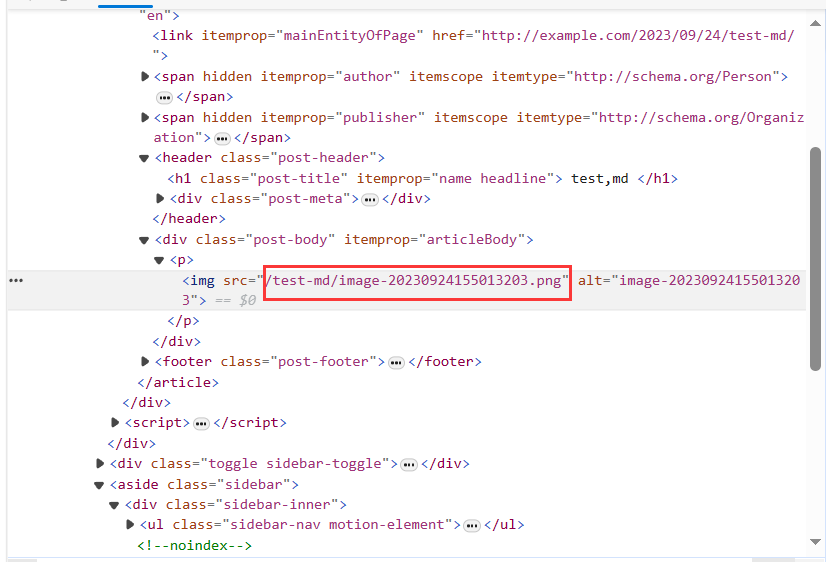 "en">
<link itemprop="mainEntityOfPage" href="http://example.com/2023/09/24/test-md/
">
<span hidden itemprop="author" itemscope itemtype="http://schema.org/Person">
… </span>
<span hidden itemprop="publisher" itemscope itemtype="http://schema.org/Organiz
ation"> … </span>
<header class="post-header">
<h1 class="post-title" itemprop="name headline"> test,md </h1>
<div class="post-meta"> … </div>
</header>
<div class="post-body" itemprop="articleBody">
<p>
… <img src="/test-md/image-20230924155013203.png" alt="image-2023092415501320
3"> == $0
</p>
</div>
<footer class="post-footer"> … </footer>
</article>
</div>
<script> … </script>
</div>
<div class="toggle sidebar-toggle"> … </div>
<aside class="sidebar">
<div class="sidebar-inner">
<ul class="sidebar-nav motion-element"> … </ul>
<!--noindex-->